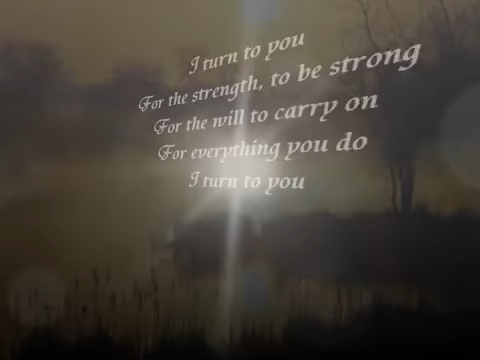 I turn to you
For the strength, to be strong
For the will to carry on
For everything you do
I turn to you